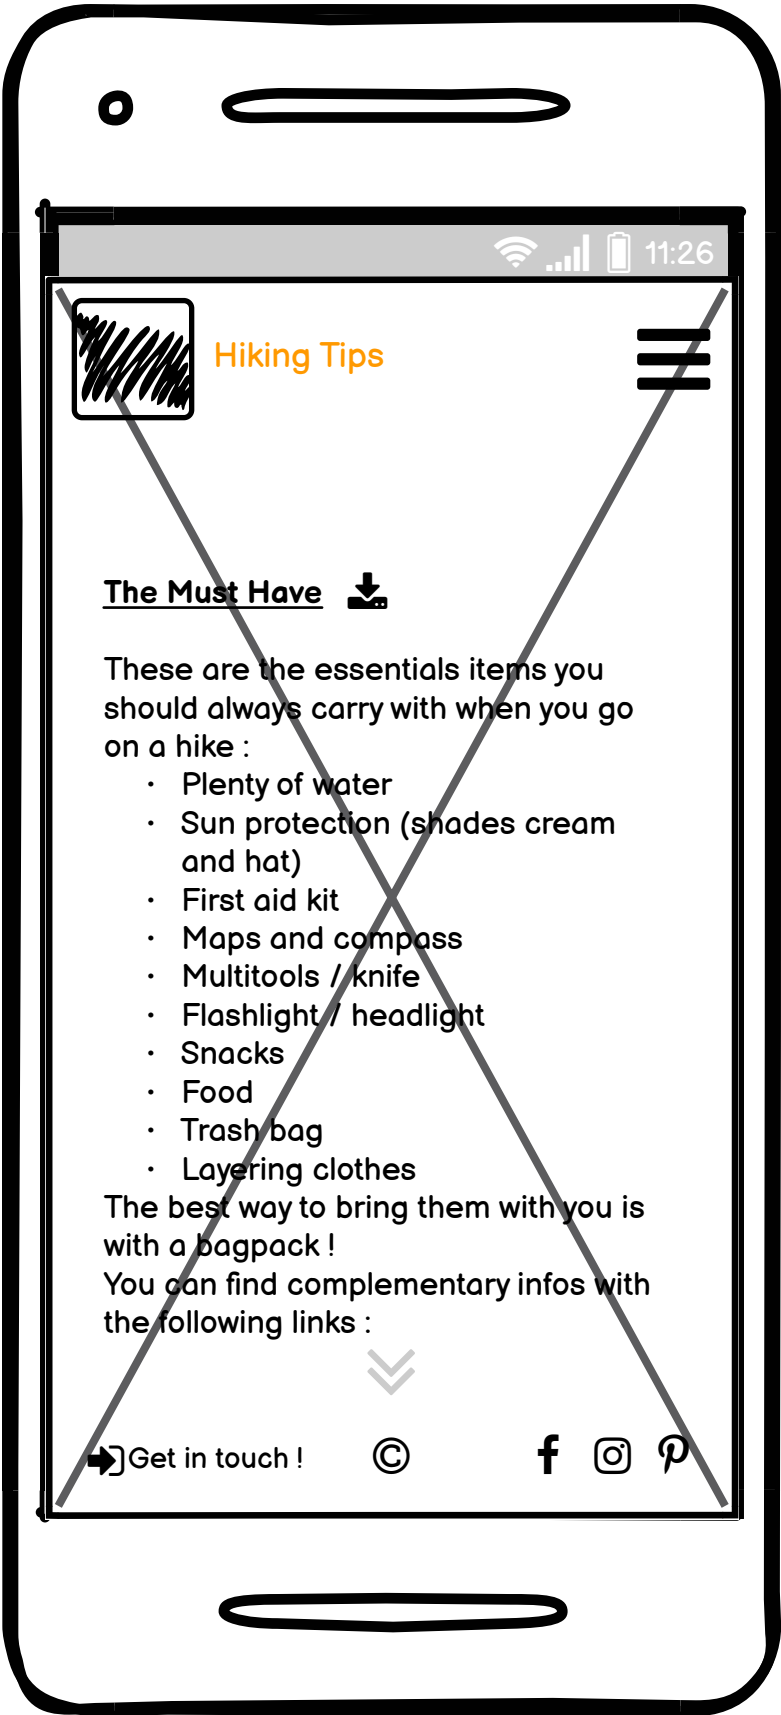 11:26
Hiking Tips
The Must Have
These are the essentials items you
should always carry with when you go
on a hike :
· Plenty of water
· Sun protection (shades cream
and hat)
· First aid kit
· Maps and compass
· Multitools / knife
· Flashlight / headlight
· Snacks
· Food
· Trash bag
· Layering clothes
The best way to bring them with you is
with a bagpack !
You can find complementary infos with
the following links :
Get in touch ! ©